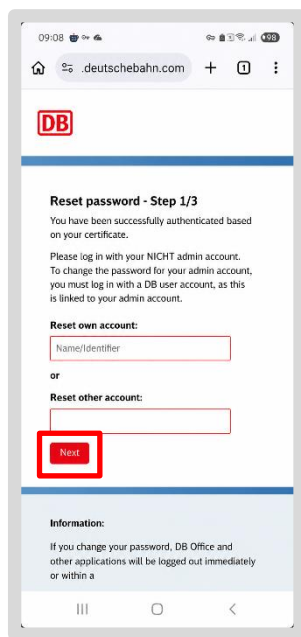 09:08
98
.deutschebahn.com
1
DB
Reset password - Step 1/3
You have been successfully authenticated based
on your certificate.
Please log in with your NICHT admin account.
To change the password for your admin account,
you must log in with a DB user account, as this
is linked to your admin account.
Reset own account:
Name/Identifier
or
Reset other account:
Next
Information:
If you change your password, DB Office and
other applications will be logged out immediately
or within a